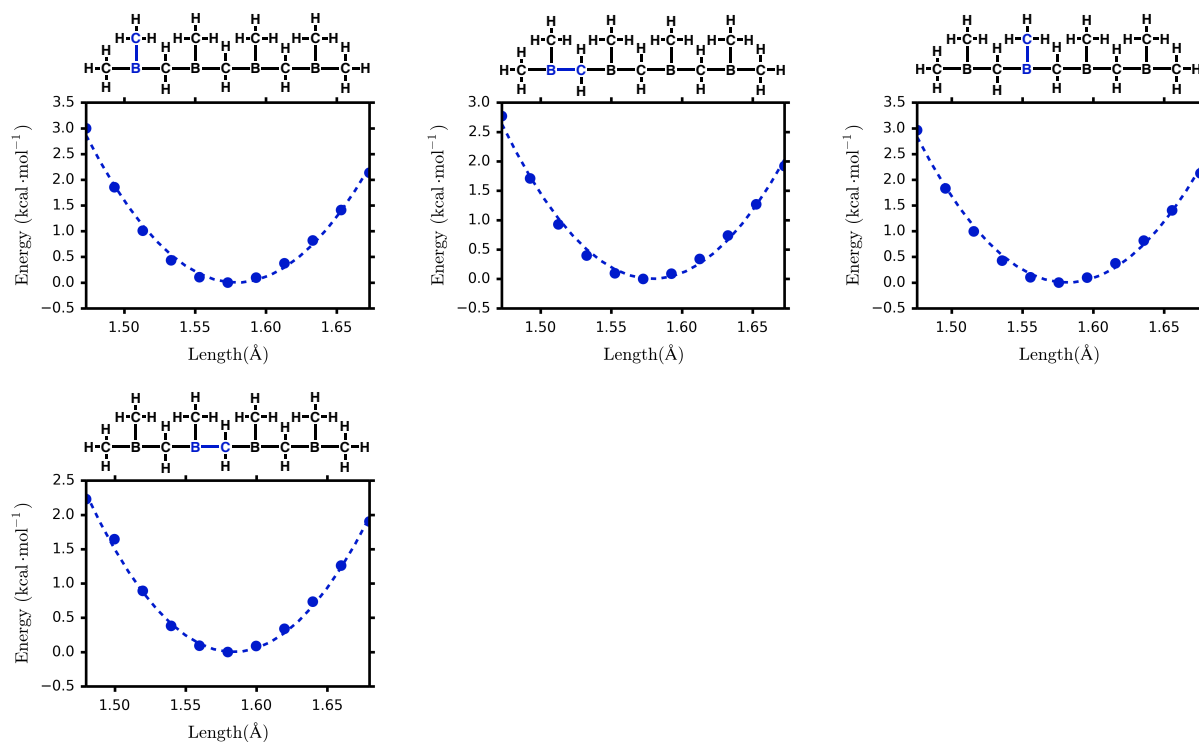 H H H H
H C H H C H H C H H C H
H H H H H
H C B C B C B C B C H
H H H H H
3.5
3.0
2.5
2.0
1.5
1.0
0.5
0.0
−0.5
Energy (kcal·mol⁻¹)
1.50 1.55 1.60 1.65
Length(Å)
H H H H
H C H H C H H C H H C H
H H H H H
H C B C B C B C B C H
H H H H H
3.0
2.5
2.0
1.5
1.0
0.5
0.0
−0.5
Energy (kcal·mol⁻¹)
1.50 1.55 1.60 1.65
Length(Å)
H H H H
H C H H C H H C H H C H
H H H H H
H C B C B C B C B C H
H H H H H
3.5
3.0
2.5
2.0
1.5
1.0
0.5
0.0
−0.5
Energy (kcal·mol⁻¹)
1.50 1.55 1.60 1.65
Length(Å)
H H H H
H C H H C H H C H H C H
H H H H H
H C B C B C B C B C H
H H H H H
2.5
2.0
1.5
1.0
0.5
0.0
−0.5
Energy (kcal·mol⁻¹)
1.50 1.55 1.60 1.65
Length(Å)